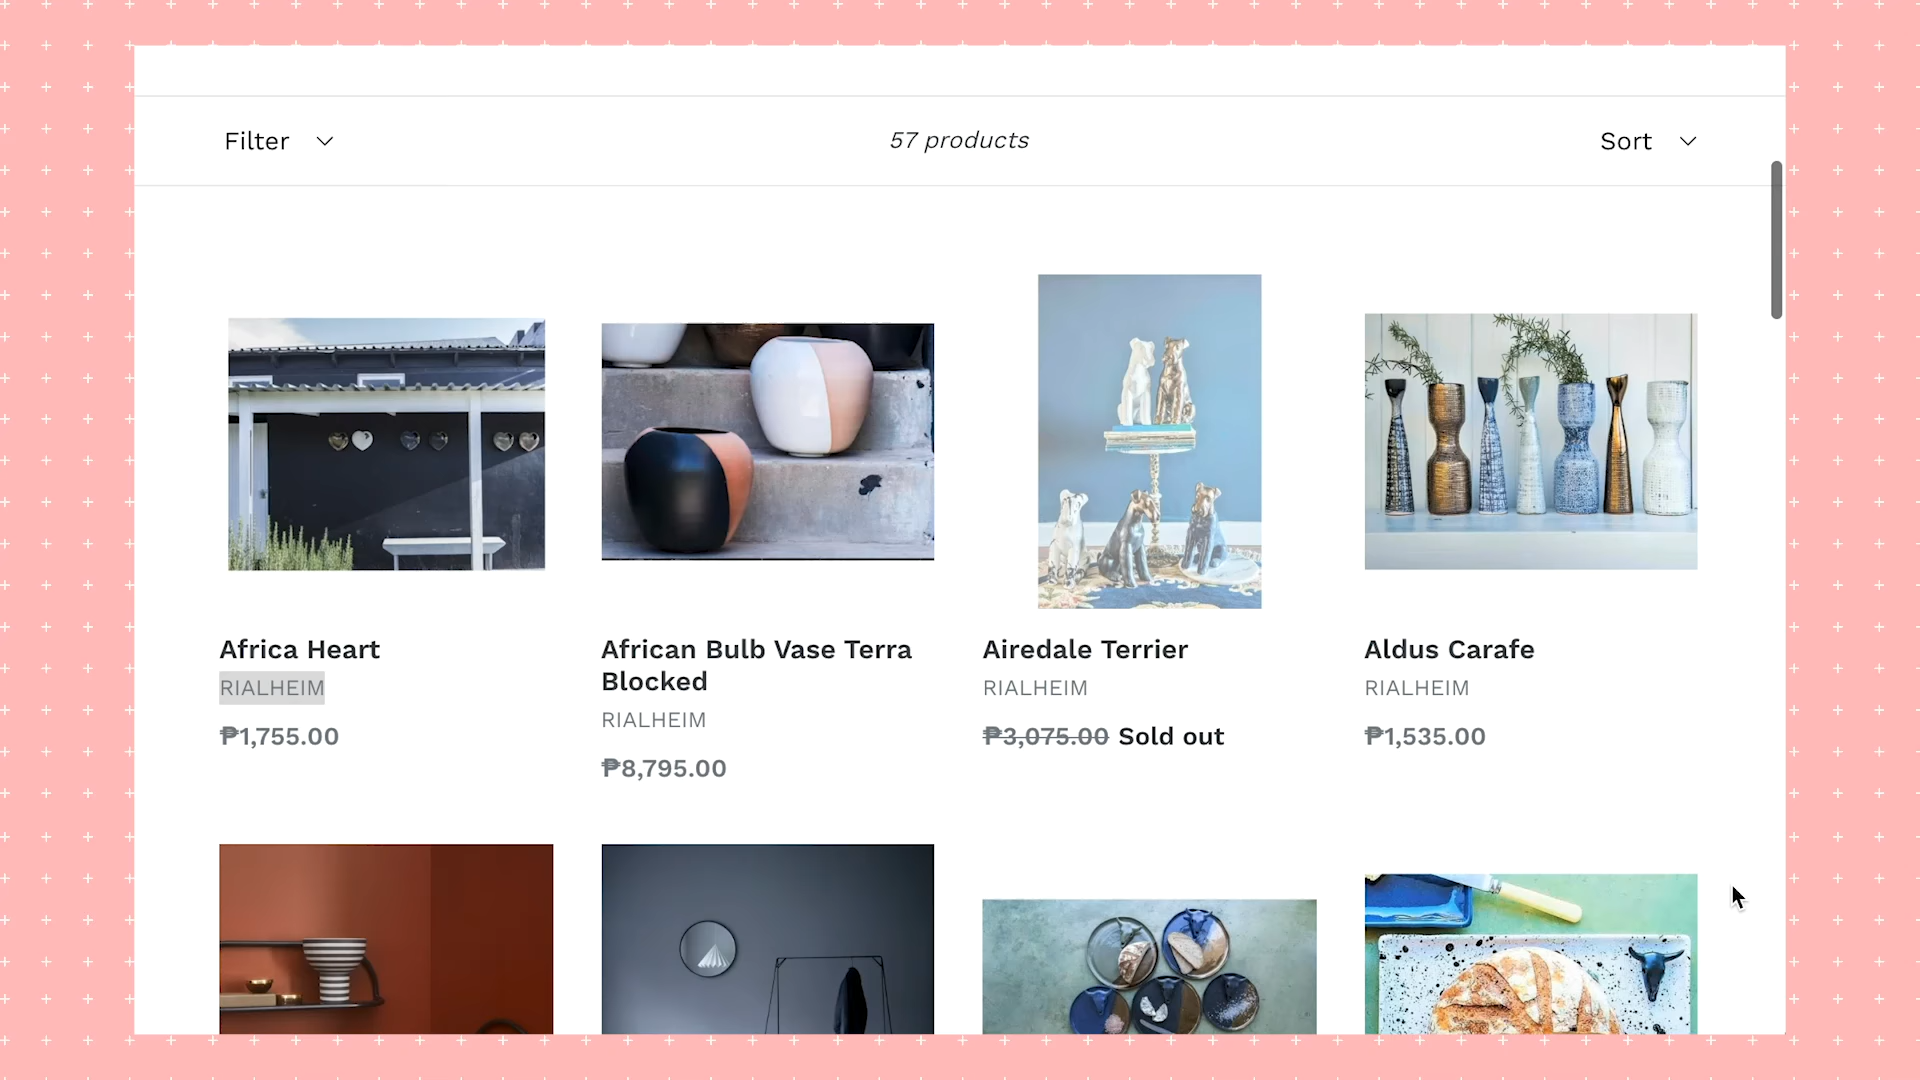 Filter
57 products
Sort
Africa Heart
RIALHEIM
₱1,755.00
African Bulb Vase Terra
Blocked
RIALHEIM
₱8,795.00
Airedale Terrier
RIALHEIM
₱3,075.00 Sold out
Aldus Carafe
RIALHEIM
₱1,535.00